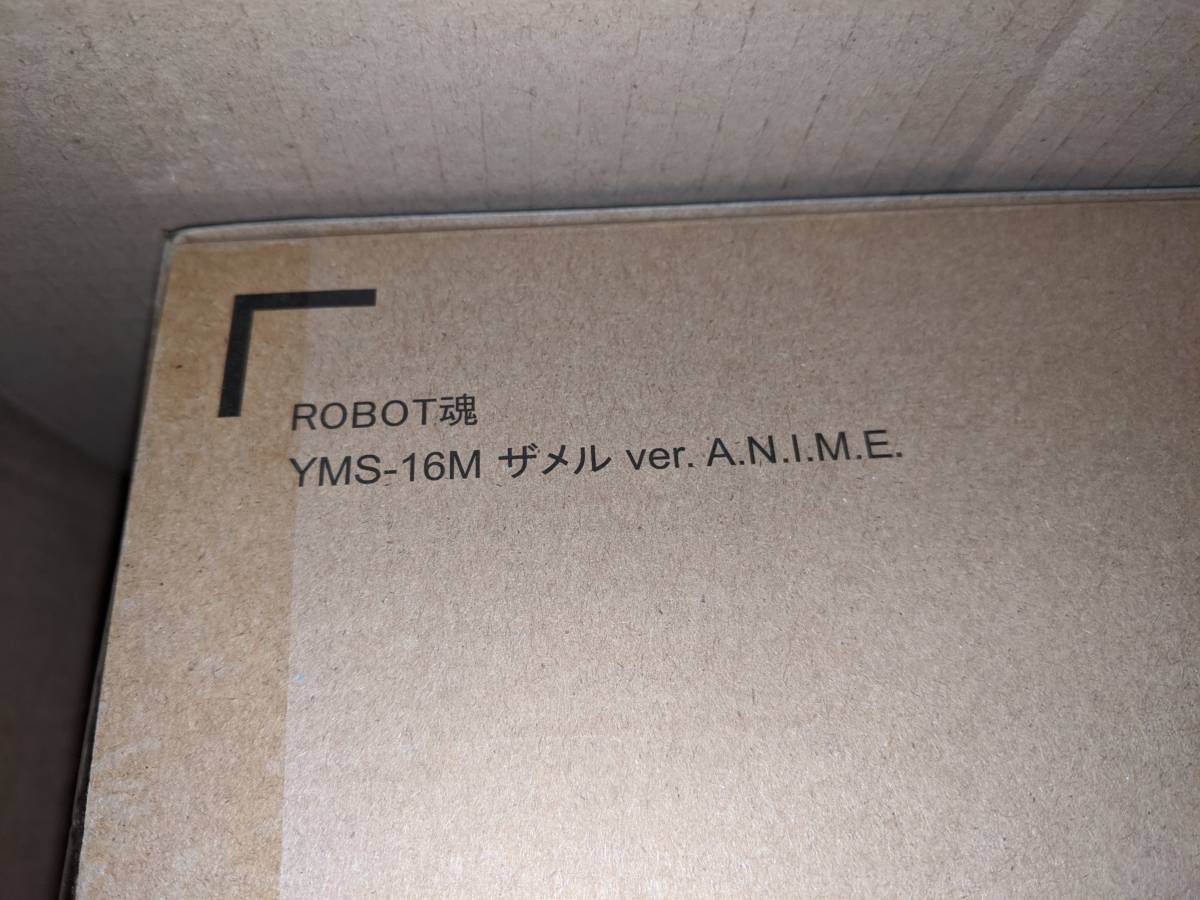 ROBOT魂
YMS-16M ザメル ver. A.N.I.M.E.